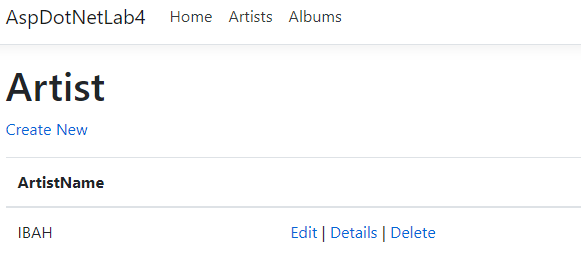 AspDotNetLab4 Home Artists Albums
Artist
Create New
ArtistName
IBAH Edit | Details | Delete